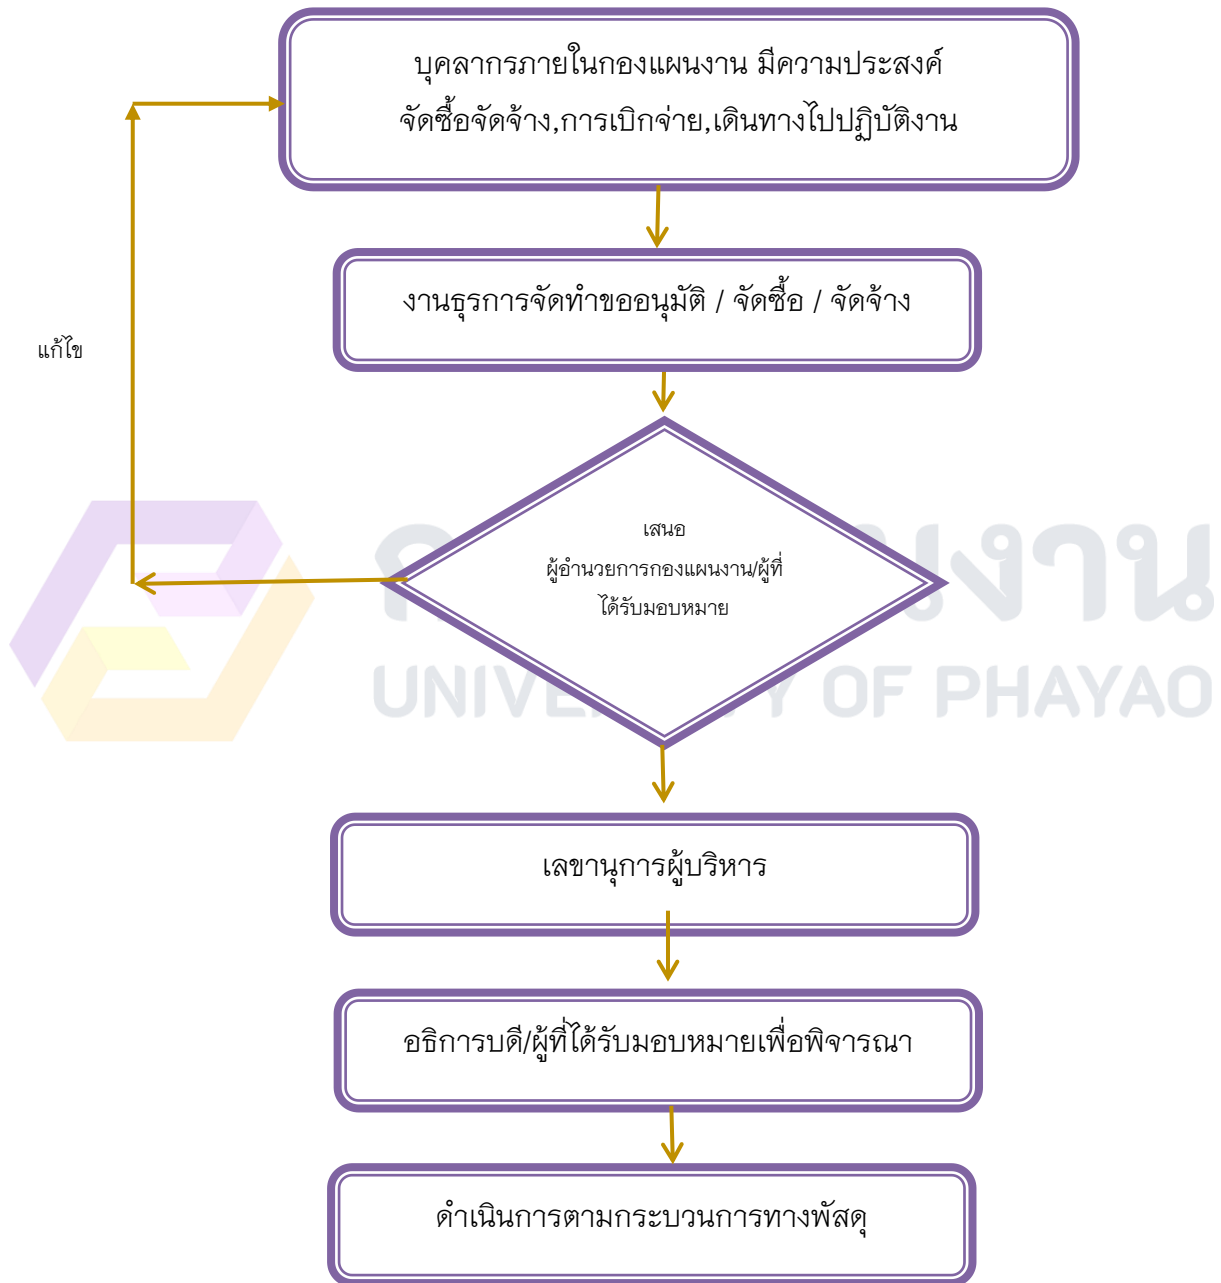 บุคลากรภายในกองแผนงาน มีความประสงค์
จัดซื้อจัดจ้าง,การเบิกจ่าย,เดินทางไปปฏิบัติงาน
งานธุรการจัดทำขออนุมัติ / จัดซื้อ / จัดจ้าง
แก้ไข
เสนอ
ผู้อำนวยการกองแผนงาน/ผู้ที่
ได้รับมอบหมาย
UNIVERSITY OF PHAYAO
เลขานุการผู้บริหาร
อธิการบดี/ผู้ที่ได้รับมอบหมายเพื่อพิจารณา
ดำเนินการตามกระบวนการทางพัสดุ